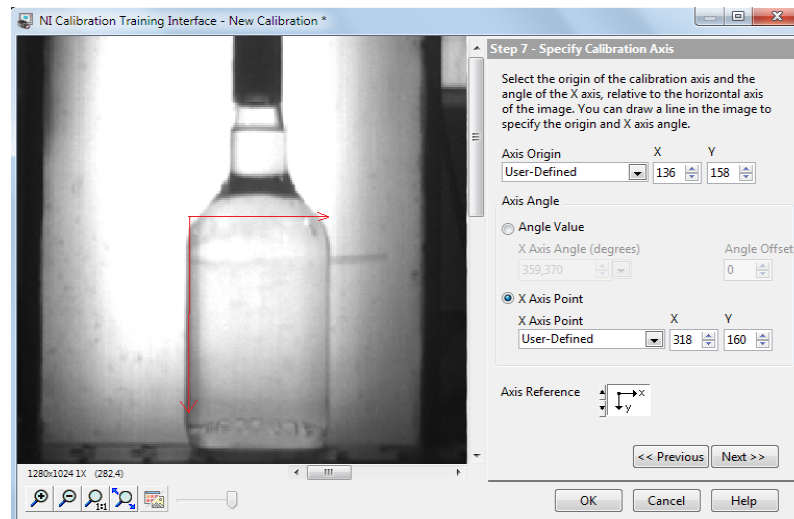 NI Calibration Training Interface - New Calibration *
Step 7 - Specify Calibration Axis
Select the origin of the calibration axis and the
angle of the X axis, relative to the horizontal axis
of the image. You can draw a line in the image to
specify the origin and X axis angle.
Axis Origin X Y
User-Defined 136 158
Axis Angle
Angle Value
X Axis Angle (degrees) Angle Offset
359,370 0
X Axis Point
X Axis Point X Y
User-Defined 318 160
Axis Reference x
y
<< Previous Next >>
1280x1024 1X (282,4)
1:1
OK Cancel Help